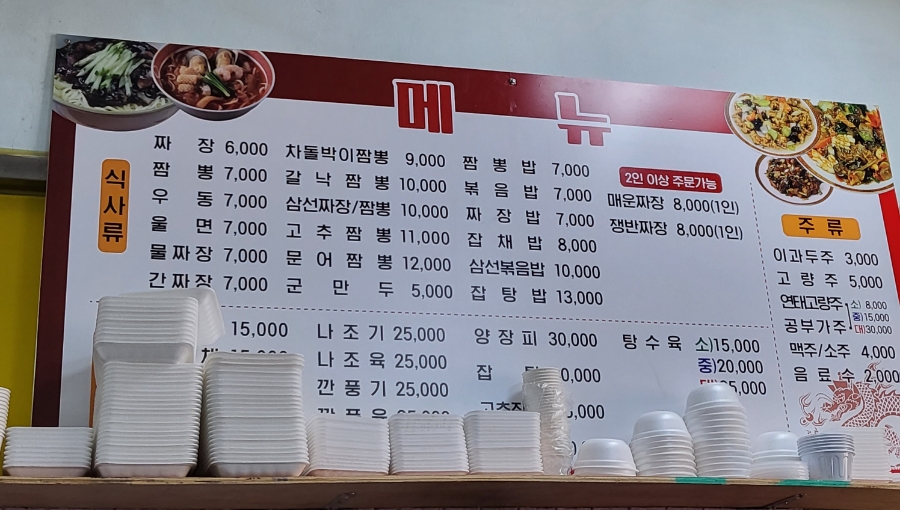 메뉴
식사류
짜장 6,000
짬뽕 7,000
우동 7,000
울면 7,000
물짜장 7,000
간짜장 7,000
차돌박이짬뽕 9,000
갈낙짬뽕 10,000
삼선짜장/짬뽕 10,000
고추짬뽕 11,000
문어짬뽕 12,000
군만두 5,000
짬뽕밥 7,000
볶음밥 7,000
짜장밥 7,000
잡채밥 8,000
삼선볶음밥 10,000
잡탕밥 13,000
2인 이상 주문가능
매운짜장 8,000(1인)
쟁반짜장 8,000(1인)
15,000
나조기 25,000
나조육 25,000
깐풍기 25,000
양장피 30,000
잡
탕수육 소)15,000
중)20,000
주류
이과두주 3,000
고량주 5,000
연태고량주 소) 8,000
중)15,000
공부가주 대)30,000
맥주/소주 4,000
음료수 2,000